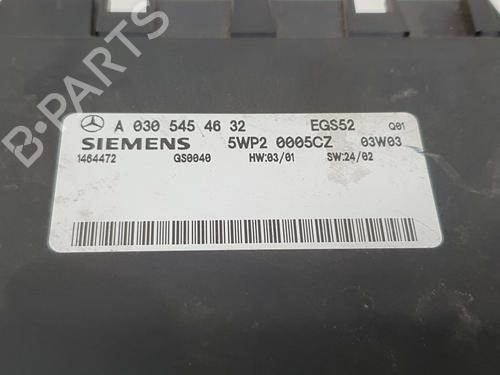 A 030 545 46 32 EGS52 Q01
SIEMENS 5WP2 0005CZ 03W03
1464472 GS0040 HW:03/01 SW:24/02
B-PARTS